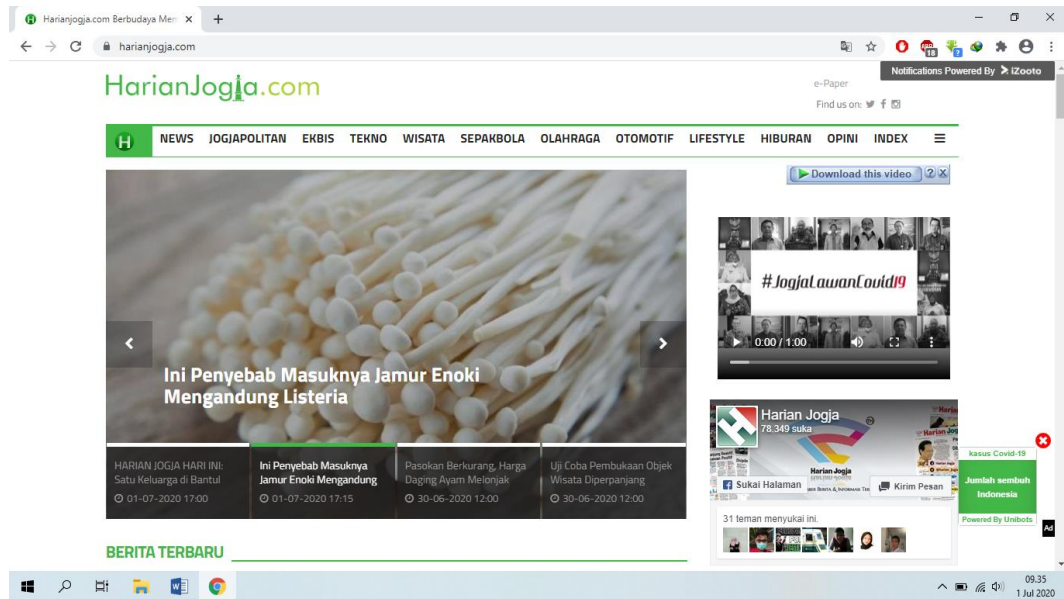 Harianjogja.com Berbudaya Mem
harianjogja.com
18
2
Notifications Powered By iZooto
HarianJogja.com
e-Paper
Find us on:
H NEWS JOGJAPOLITAN EKBIS TEKNO WISATA SEPAKBOLA OLAHRAGA OTOMOTIF LIFESTYLE HIBURAN OPINI INDEX
Download this video ? X
#JogjaLawanCovid19
0:00 / 1:00
Ini Penyebab Masuknya Jamur Enoki
Mengandung Listeria
HARIAN JOGJA HARI INI:
Satu Keluarga di Bantul
01-07-2020 17:00
Ini Penyebab Masuknya
Jamur Enoki Mengandung
01-07-2020 17:15
Pasokan Berkurang, Harga
Daging Ayam Melonjak
30-06-2020 12:00
Uji Coba Pembukaan Objek
Wisata Diperpanjang
30-06-2020 12:00
Harian Jogja
78.349 suka
Harian Jogja
Sukai Halaman
Kirim Pesan
31 teman menyukai ini.
kasus Covid-19
Jumlah sembuh
Indonesia
Powered By Unibots
Ad
BERITA TERBARU
09.35
1 Jul 2020